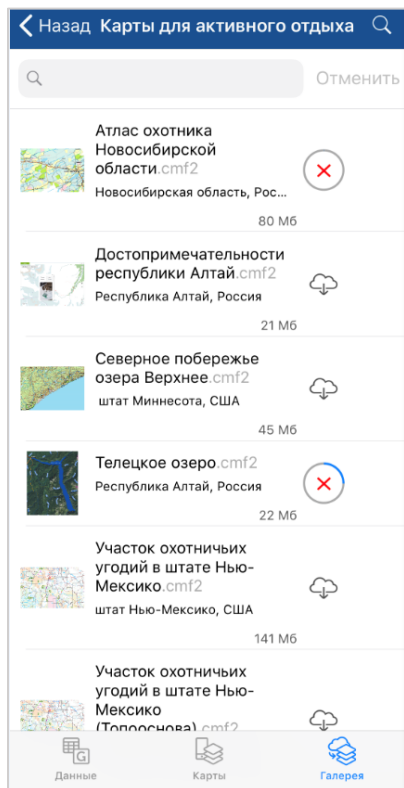 Назад Карты для активного отдыха
Отменить
Атлас охотника
Новосибирской
области.cmf2
Новосибирская область, Рос...
80 Мб
Достопримечательности
республики Алтай.cmf2
Республика Алтай, Россия
21 Мб
Северное побережье
озера Верхнее.cmf2
штат Миннесота, США
45 Мб
Телецкое озеро.cmf2
Республика Алтай, Россия
22 Мб
Участок охотничьих
угодий в штате Нью-
Мексико.cmf2
штат Нью-Мексико, США
141 Мб
Участок охотничьих
угодий в штате Нью-
Мексико
(Топооснова).cmf2
Данные
Карты
Галерея